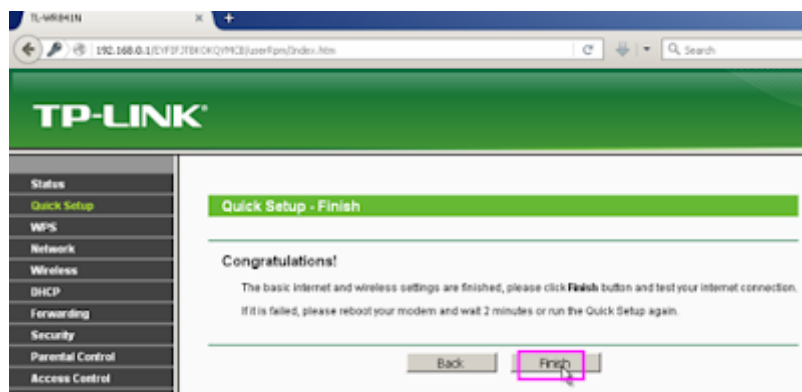 TL-WR841N
192.168.0.1/
/userRpm/Index.htm
Search
TP-LINK®
Status
Quick Setup
WPS
Network
Wireless
DHCP
Forwarding
Security
Parental Control
Access Control
Quick Setup - Finish
Congratulations!
The basic internet and wireless settings are finished, please click Finish button and test your internet connection.
If it is failed, please reboot your modem and wait 2 minutes or run the Quick Setup again.
Back
Finish